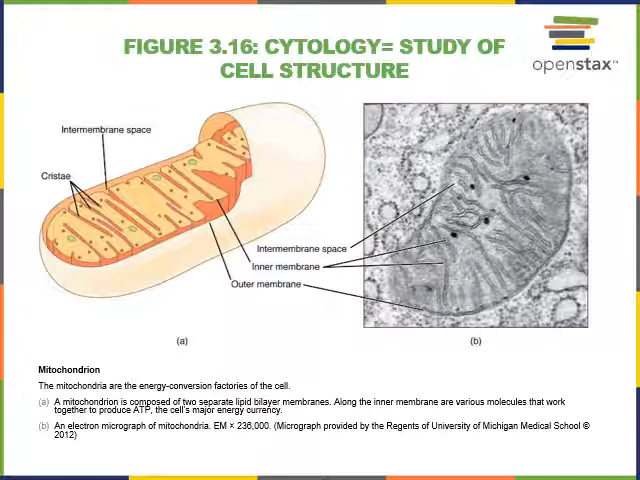 FIGURE 3.16: CYTOLOGY= STUDY OF
CELL STRUCTURE
openstax™
Intermembrane space
Cristae
Intermembrane space
Inner membrane
Outer membrane
(a)
(b)
Mitochondrion
The mitochondria are the energy-conversion factories of the cell.
(a) A mitochondrion is composed of two separate lipid bilayer membranes. Along the inner membrane are various molecules that work
together to produce ATP, the cell's major energy currency.
(b) An electron micrograph of mitochondria. EM × 236,000. (Micrograph provided by the Regents of University of Michigan Medical School ©
2012)